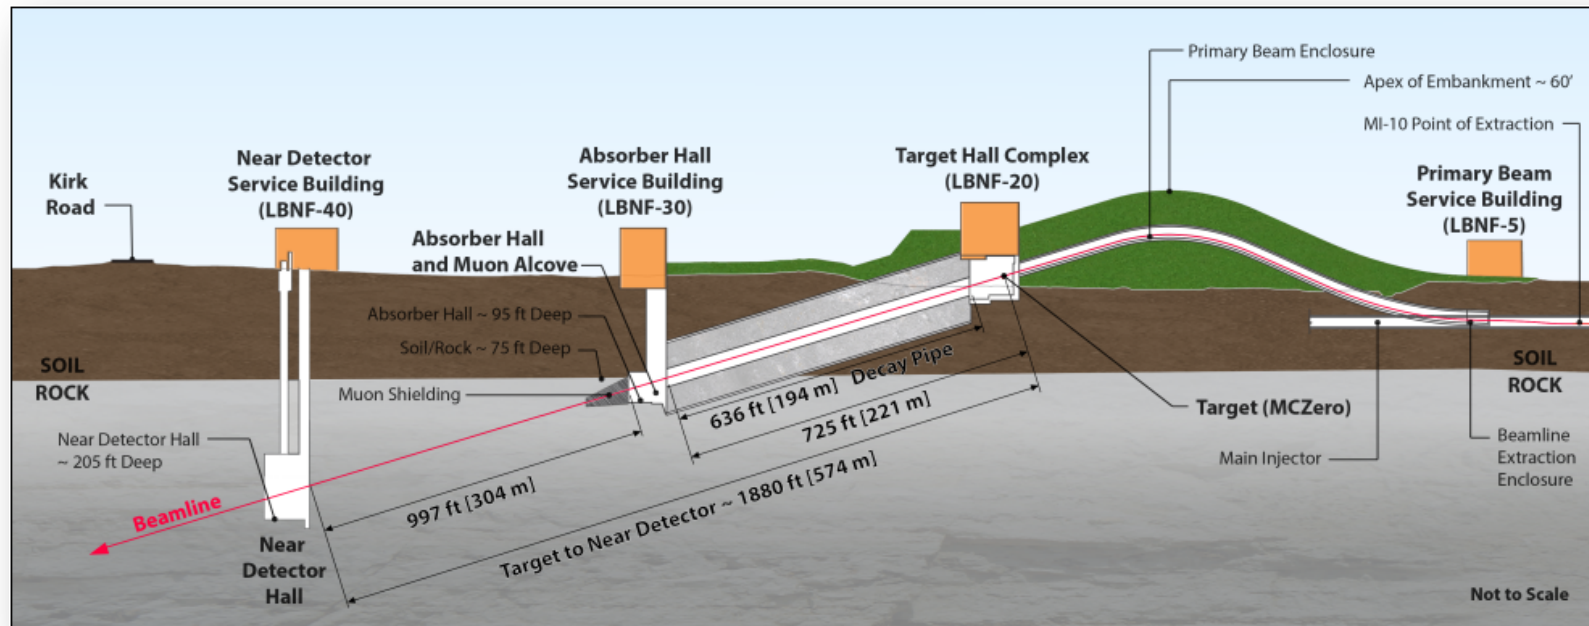 Primary Beam Enclosure
Apex of Embankment ~ 60'
MI-10 Point of Extraction
Kirk
Road
Near Detector
Service Building
(LBNF-40)
Absorber Hall
Service Building
(LBNF-30)
Target Hall Complex
(LBNF-20)
Primary Beam
Service Building
(LBNF-5)
Absorber Hall
and Muon Alcove
Absorber Hall ~ 95 ft Deep
Soil/Rock ~ 75 ft Deep
Muon Shielding
SOIL
ROCK
SOIL
ROCK
636 ft [194 m] Decay Pipe
725 ft [221 m]
997 ft [304 m]
Target to Near Detector ~ 1880 ft [574 m]
Target (MCZero)
Main Injector
Beamline
Extraction
Enclosure
Near Detector Hall
~ 205 ft Deep
Beamline
Near
Detector
Hall
Not to Scale